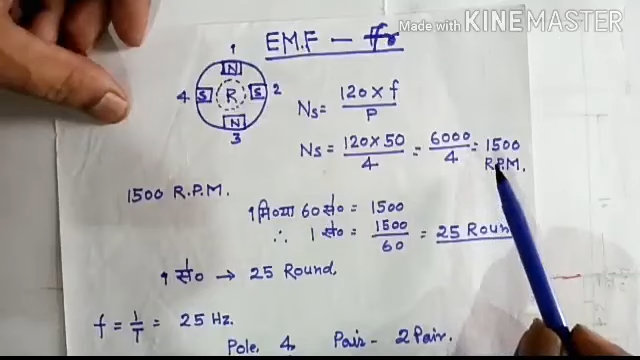 Made with KINEMASTER
E.M.F - fr
1
N
4 S R S 2
N
3
Ns = 120 × f / P
Ns = 120 × 50 / 4 = 6000 / 4 = 1500 R.P.M.
1500 R.P.M.
1 मि० या 60 सें० = 1500
∴ 1 सें० = 1500 / 60 = 25 Roun
1 सें० → 25 Round.
f = 1/T = 25 Hz.
Pole 4 Pair - 2 Pair.